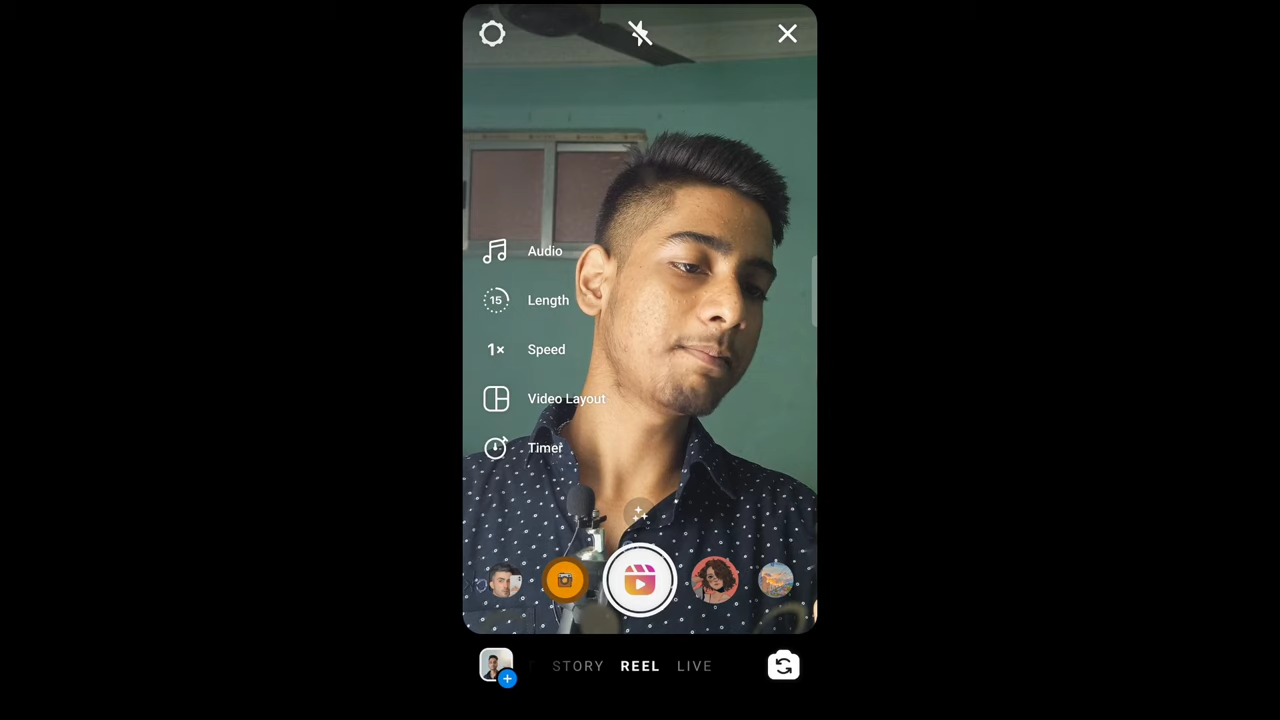 Audio
15 Length
1× Speed
Video Layout
Timer
STORY REEL LIVE